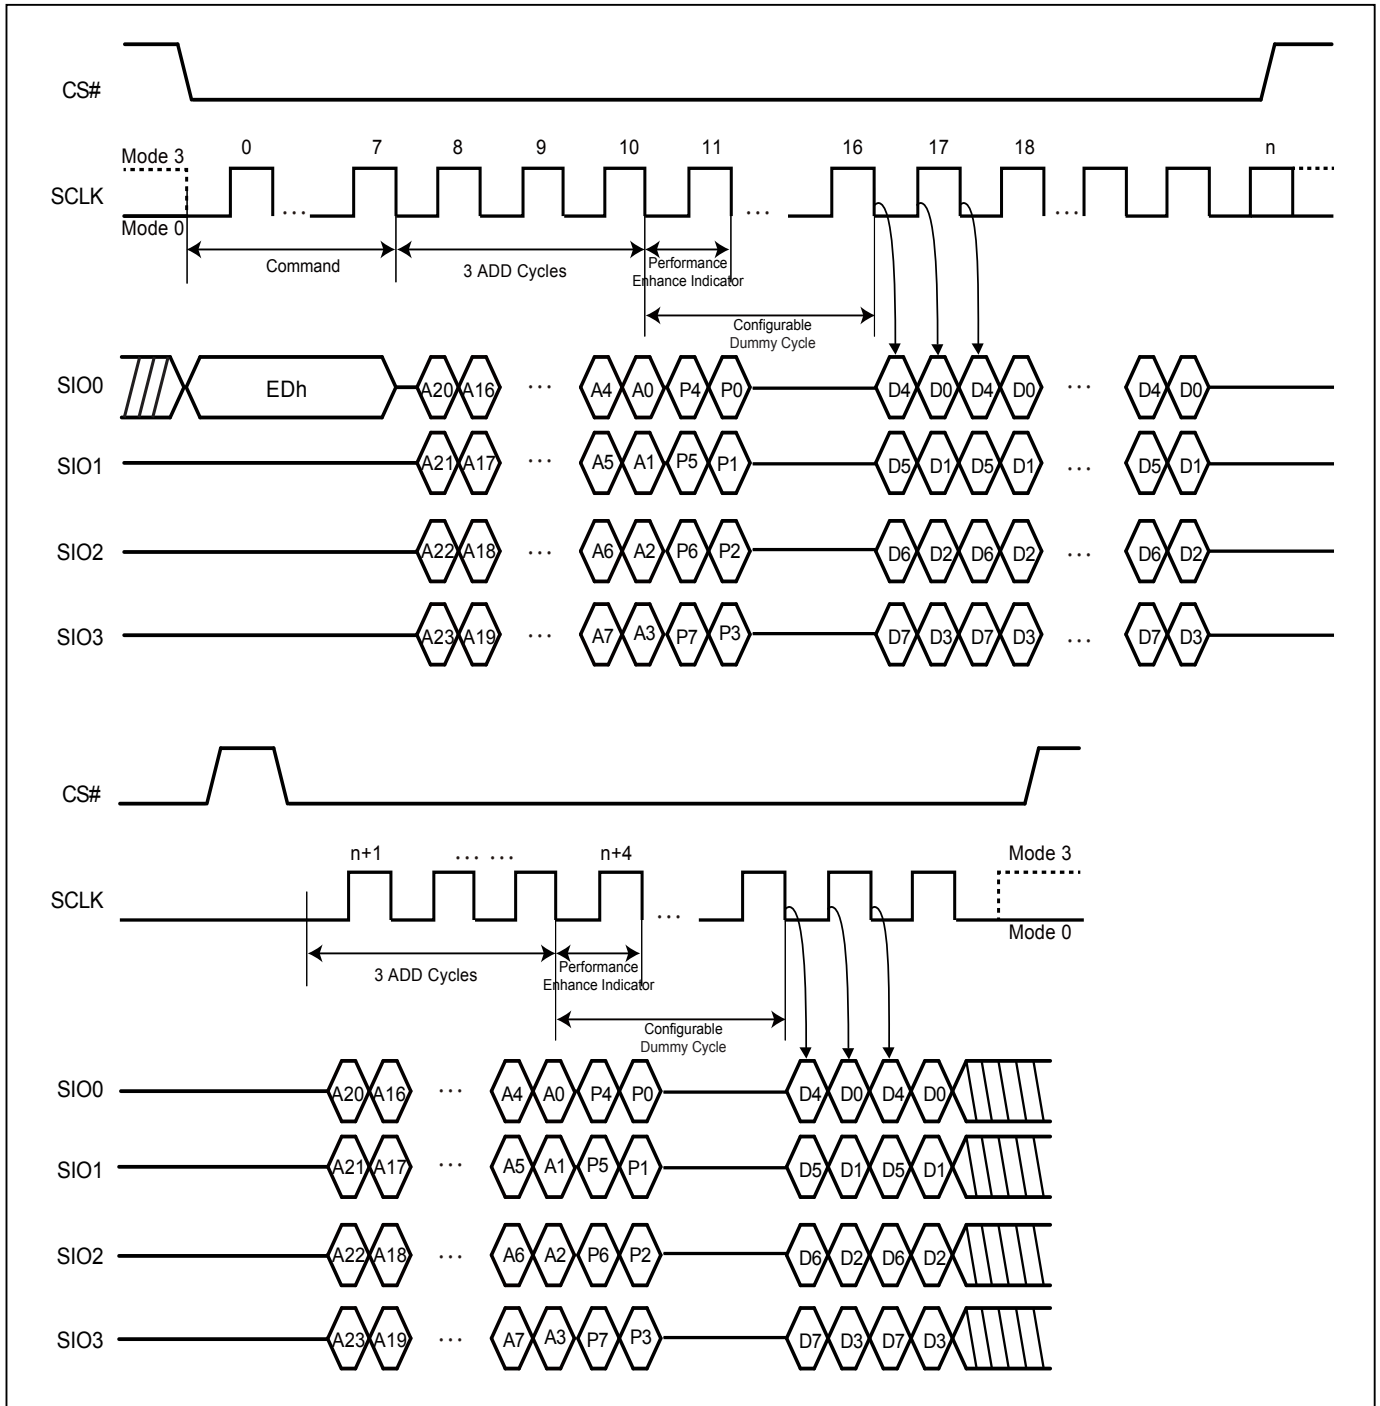 CS#
0 7 8 9 10 11 16 17 18 n
Mode 3
SCLK
... ... ...
Mode 0
Command
3 ADD Cycles
Performance
Enhance Indicator
Configurable
Dummy Cycle
SIO0 EDh A20 A16 ... A4 A0 P4 P0 D4 D0 D4 D0 ... D4 D0
SIO1 A21 A17 ... A5 A1 P5 P1 D5 D1 D5 D1 ... D5 D1
SIO2 A22 A18 ... A6 A2 P6 P2 D6 D2 D6 D2 ... D6 D2
SIO3 A23 A19 ... A7 A3 P7 P3 D7 D3 D7 D3 ... D7 D3
CS#
n+1 ... ... n+4
Mode 3
SCLK
...
Mode 0
3 ADD Cycles
Performance
Enhance Indicator
Configurable
Dummy Cycle
SIO0 A20 A16 ... A4 A0 P4 P0 D4 D0 D4 D0
SIO1 A21 A17 ... A5 A1 P5 P1 D5 D1 D5 D1
SIO2 A22 A18 ... A6 A2 P6 P2 D6 D2 D6 D2
SIO3 A23 A19 ... A7 A3 P7 P3 D7 D3 D7 D3